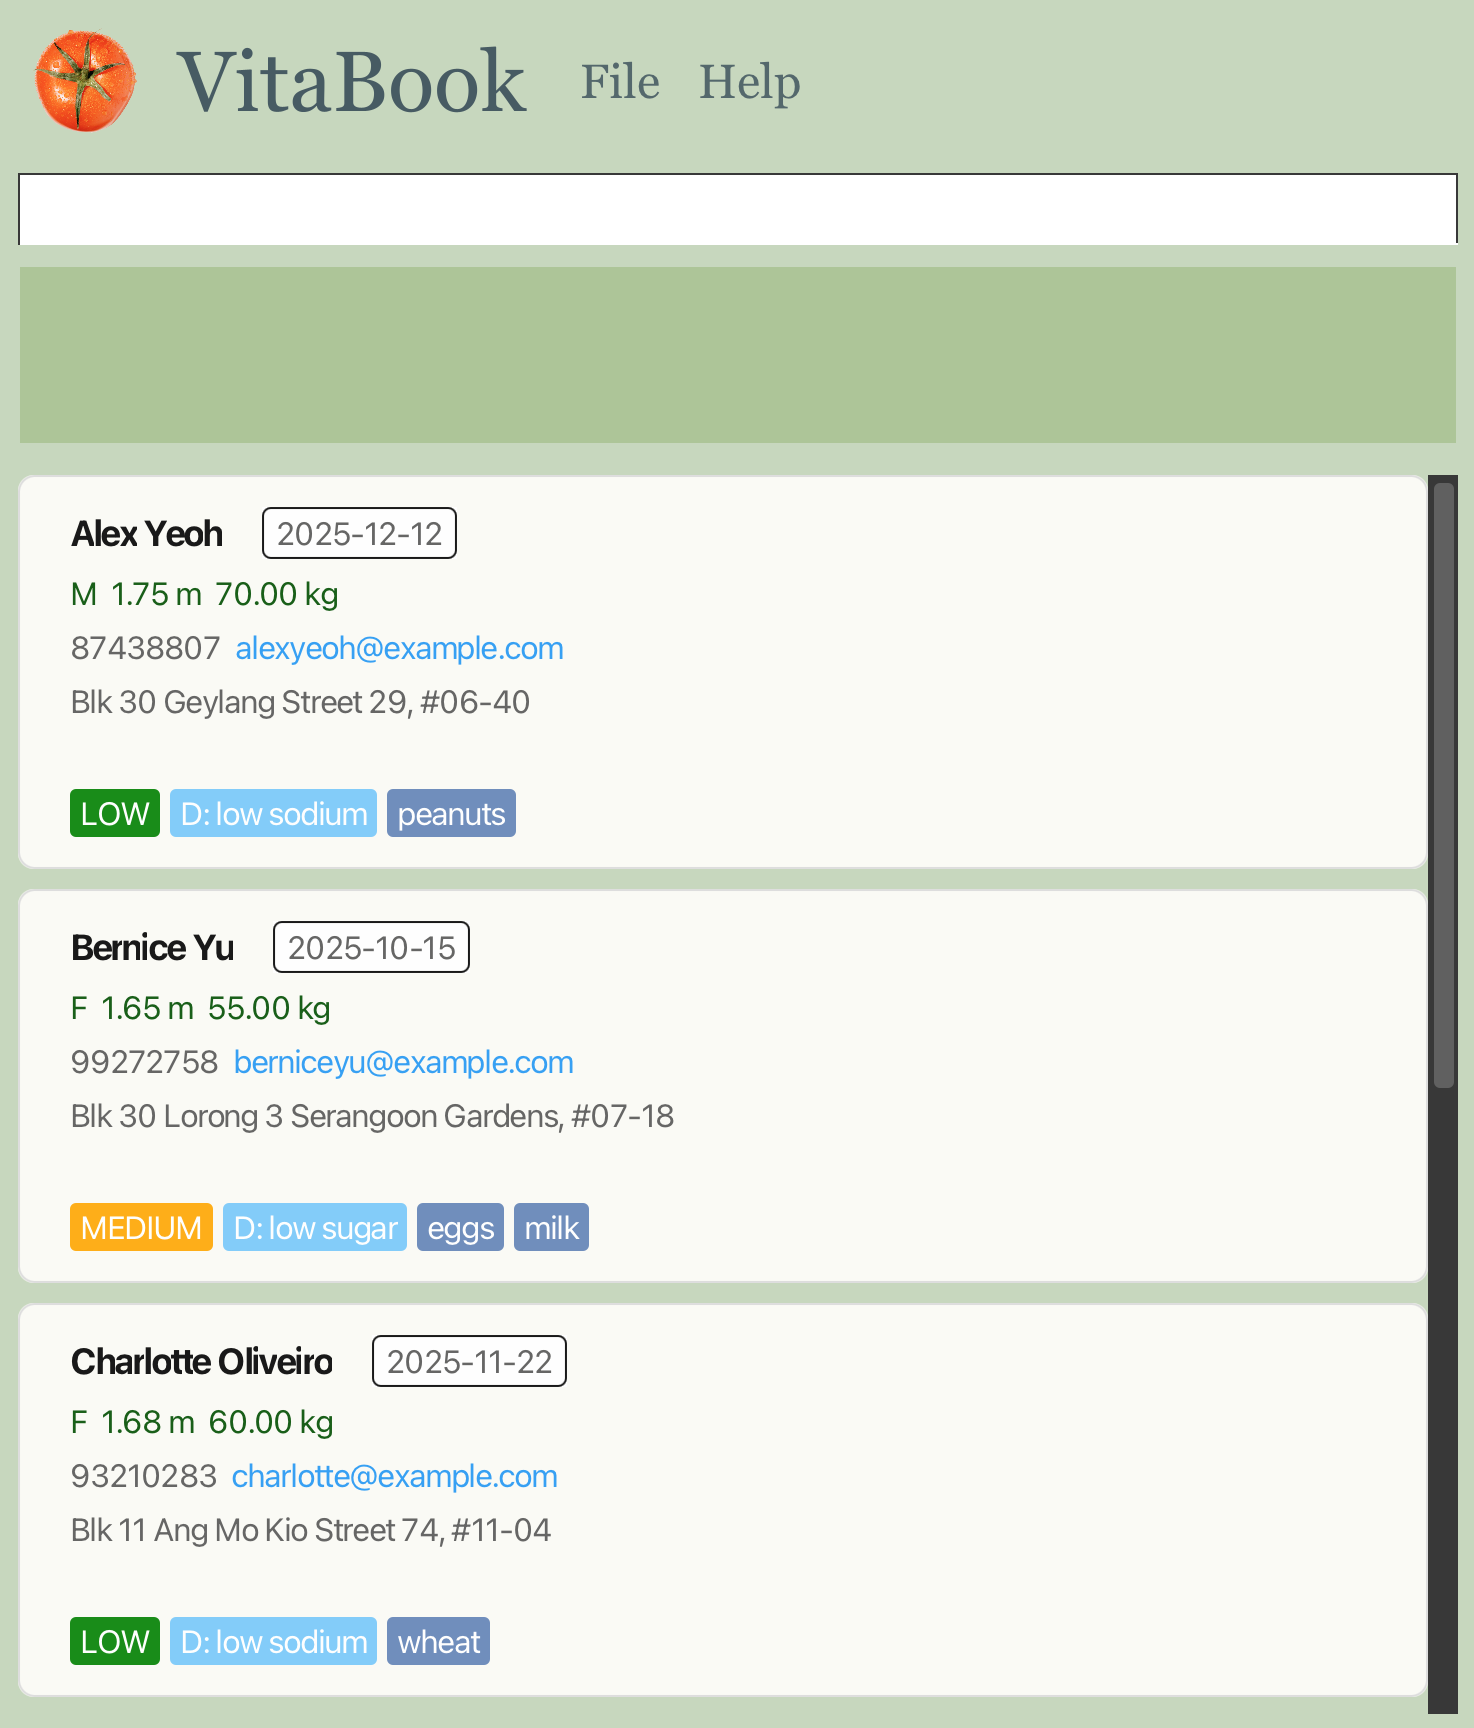 VitaBook File Help
Alex Yeoh 2025-12-12
M 1.75 m 70.00 kg
87438807 alexyeoh@example.com
Blk 30 Geylang Street 29, #06-40
LOW D: low sodium peanuts
Bernice Yu 2025-10-15
F 1.65 m 55.00 kg
99272758 berniceyu@example.com
Blk 30 Lorong 3 Serangoon Gardens, #07-18
MEDIUM D: low sugar eggs milk
Charlotte Oliveiro 2025-11-22
F 1.68 m 60.00 kg
93210283 charlotte@example.com
Blk 11 Ang Mo Kio Street 74, #11-04
LOW D: low sodium wheat